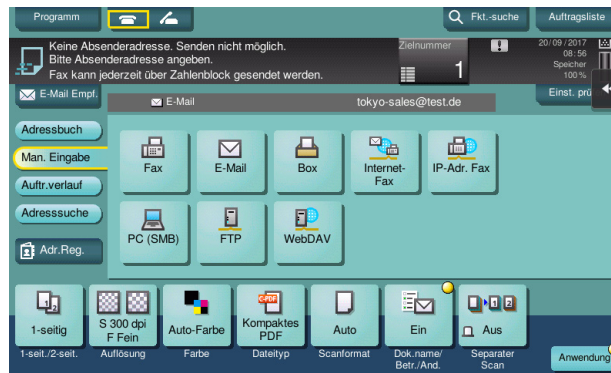 Programm
Fkt.-suche
Auftragsliste
Keine Absenderadresse. Senden nicht möglich.
Bitte Absenderadresse angeben.
Fax kann jederzeit über Zahlenblock gesendet werden.
Zielnummer
1
20/09/2017
08:56
Speicher
100%
E-Mail Empf.
E-Mail
tokyo-sales@test.de
Einst. prü
Adressbuch
Man. Eingabe
Auftr.verlauf
Adresssuche
Adr.Reg.
Fax
E-Mail
Box
Internet-
Fax
IP-Adr. Fax
PC (SMB)
FTP
WebDAV
1-seitig
S 300 dpi
F Fein
Auto-Farbe
Kompaktes
PDF
Auto
Ein
Aus
1-seit./2-seit.
Auflösung
Farbe
Dateityp
Scanformat
Dok.name/
Betr./And.
Separater
Scan
Anwendung